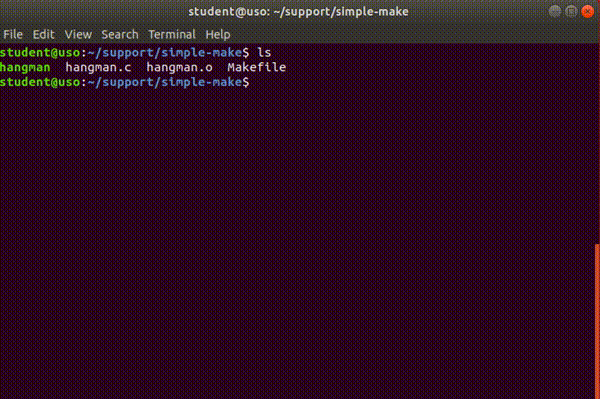 student@uso: ~/support/simple-make
File Edit View Search Terminal Help
student@uso:~/support/simple-make$ ls
hangman hangman.c hangman.o Makefile
student@uso:~/support/simple-make$